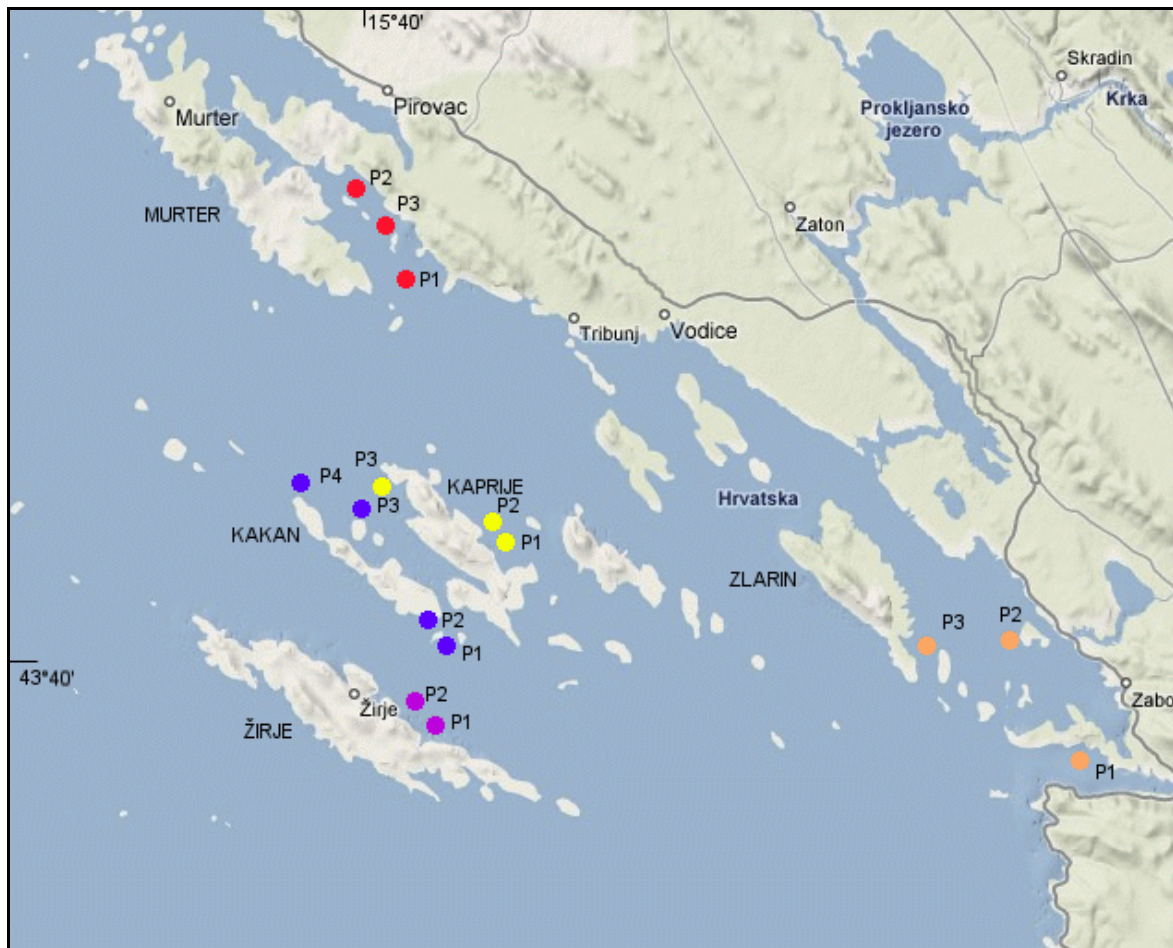 15°40'
Skradin
Krka
Pirovac
Murter
Prokljansko
jezero
P2
MURTER
P3
Zaton
P1
Tribunj
Vodice
P3
P4
KAPRIJE
Hrvatska
P3
P2
KAKAN
P1
ZLARIN
P2
P3
P2
P1
43°40'
P2
Žirje
Zabo
P1
ŽIRJE
P1